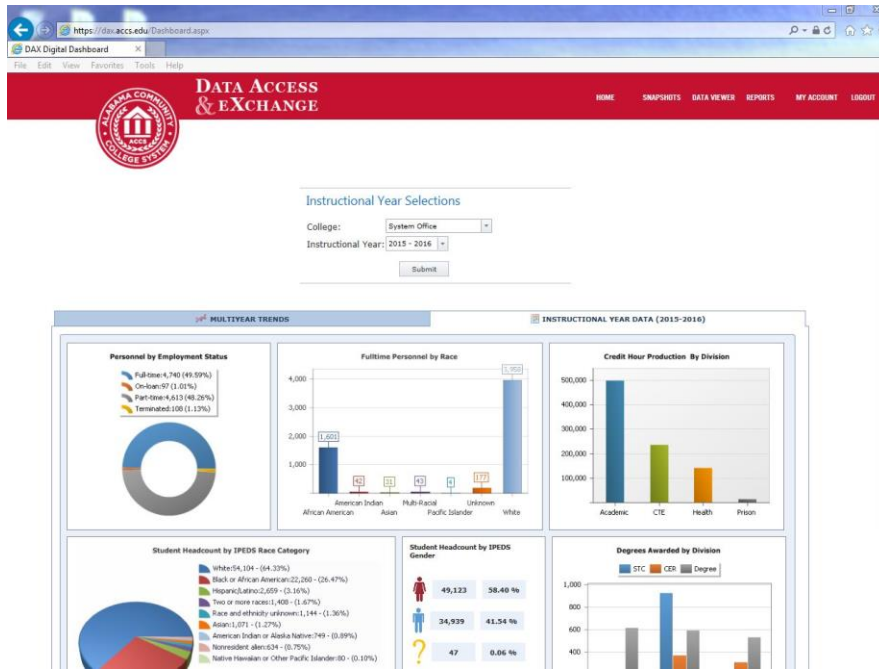 https://dax.accs.edu/Dashboard.aspx
DAX Digital Dashboard
File Edit View Favorites Tools Help
ALABAMA COMMUNITY COLLEGE SYSTEM
ACCS
DATA ACCESS
& EXCHANGE
HOME SNAPSHOTS DATA VIEWER REPORTS MY ACCOUNT LOGOUT
Instructional Year Selections
College: System Office
Instructional Year: 2015 - 2016
Submit
MULTIYEAR TRENDS
INSTRUCTIONAL YEAR DATA (2015-2016)
Personnel by Employment Status
Full-time:4,740 (49.59%)
On-loan:97 (1.01%)
Part-time:4,613 (48.26%)
Terminated:108 (1.13%)
Fulltime Personnel by Race
4,000
3,000
2,000
1,000
1,601
42
31
43
4
177
American Indian Multi-Racial Unknown
African American Asian Pacific Islander White
Credit Hour Production By Division
500,000
400,000
300,000
200,000
100,000
Academic CTE Health Prison
Student Headcount by IPEDS Race Category
White:54,104 - (64.33%)
Black or African American:22,260 - (26.47%)
Hispanic/Latino:2,659 - (3.16%)
Two or more races:1,408 - (1.67%)
Race and ethnicity unknown:1,144 - (1.36%)
Asian:1,071 - (1.27%)
American Indian or Alaska Native:749 - (0.89%)
Nonresident alien:634 - (0.75%)
Native Hawaiian or Other Pacific Islander:80 - (0.10%)
Student Headcount by IPEDS
Gender
49,123 58.40 %
34,939 41.54 %
47 0.06 %
Degrees Awarded by Division
STC CER Degree
1,000
800
600
400